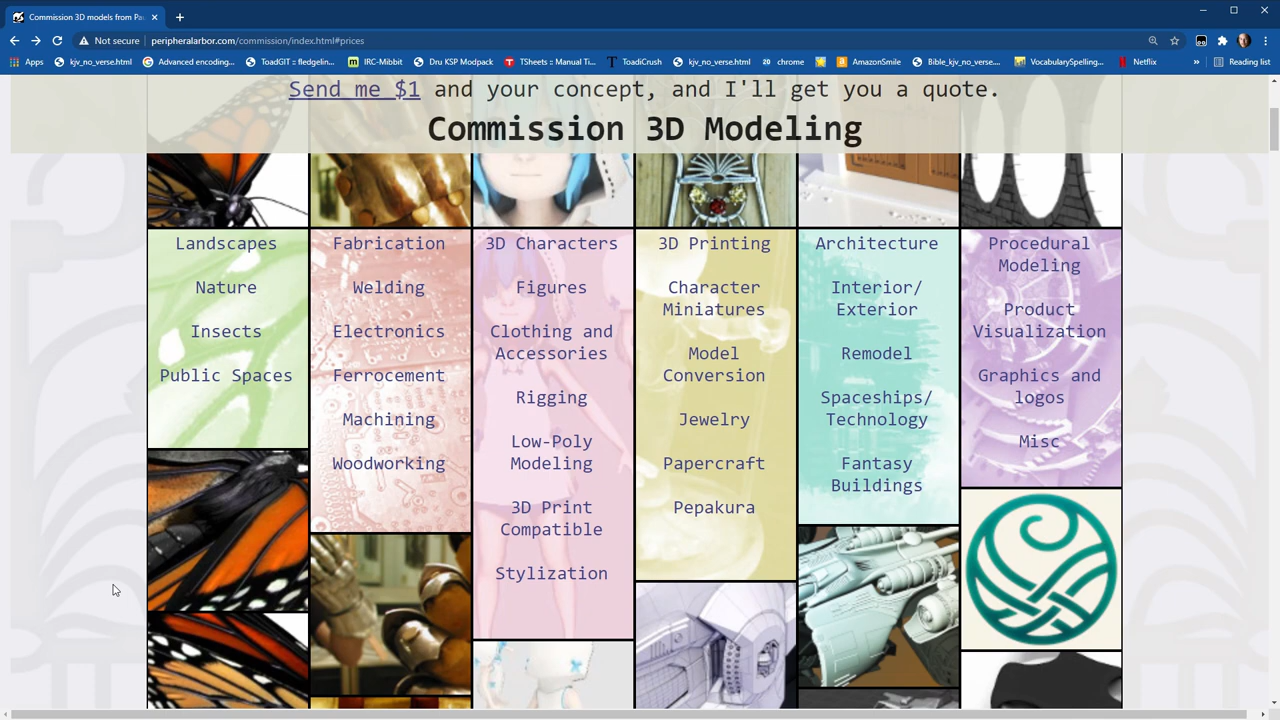 Commission 3D models from Pa
Not secure
peripheralarbor.com/commission/index.html#prices
Apps
kjv_no_verse.html
Advanced encoding...
ToadGIT :: fledgelin...
IRC-Mibbit
Dru KSP Modpack
TSheets :: Manual Ti...
ToadiCrush
kjv_no_verse.html
chrome
AmazonSmile
Bible_kjv_no_verse....
VocabularySpelling...
Netflix
»
Reading list
Send me $1 and your concept, and I'll get you a quote.
Commission 3D Modeling
Landscapes
Nature
Insects
Public Spaces
Fabrication
Welding
Electronics
Ferrocement
Machining
Woodworking
3D Characters
Figures
Clothing and
Accessories
Rigging
Low-Poly
Modeling
3D Print
Compatible
Stylization
3D Printing
Character
Miniatures
Model
Conversion
Jewelry
Papercraft
Pepakura
Architecture
Interior/
Exterior
Remodel
Spaceships/
Technology
Fantasy
Buildings
Procedural
Modeling
Product
Visualization
Graphics and
logos
Misc